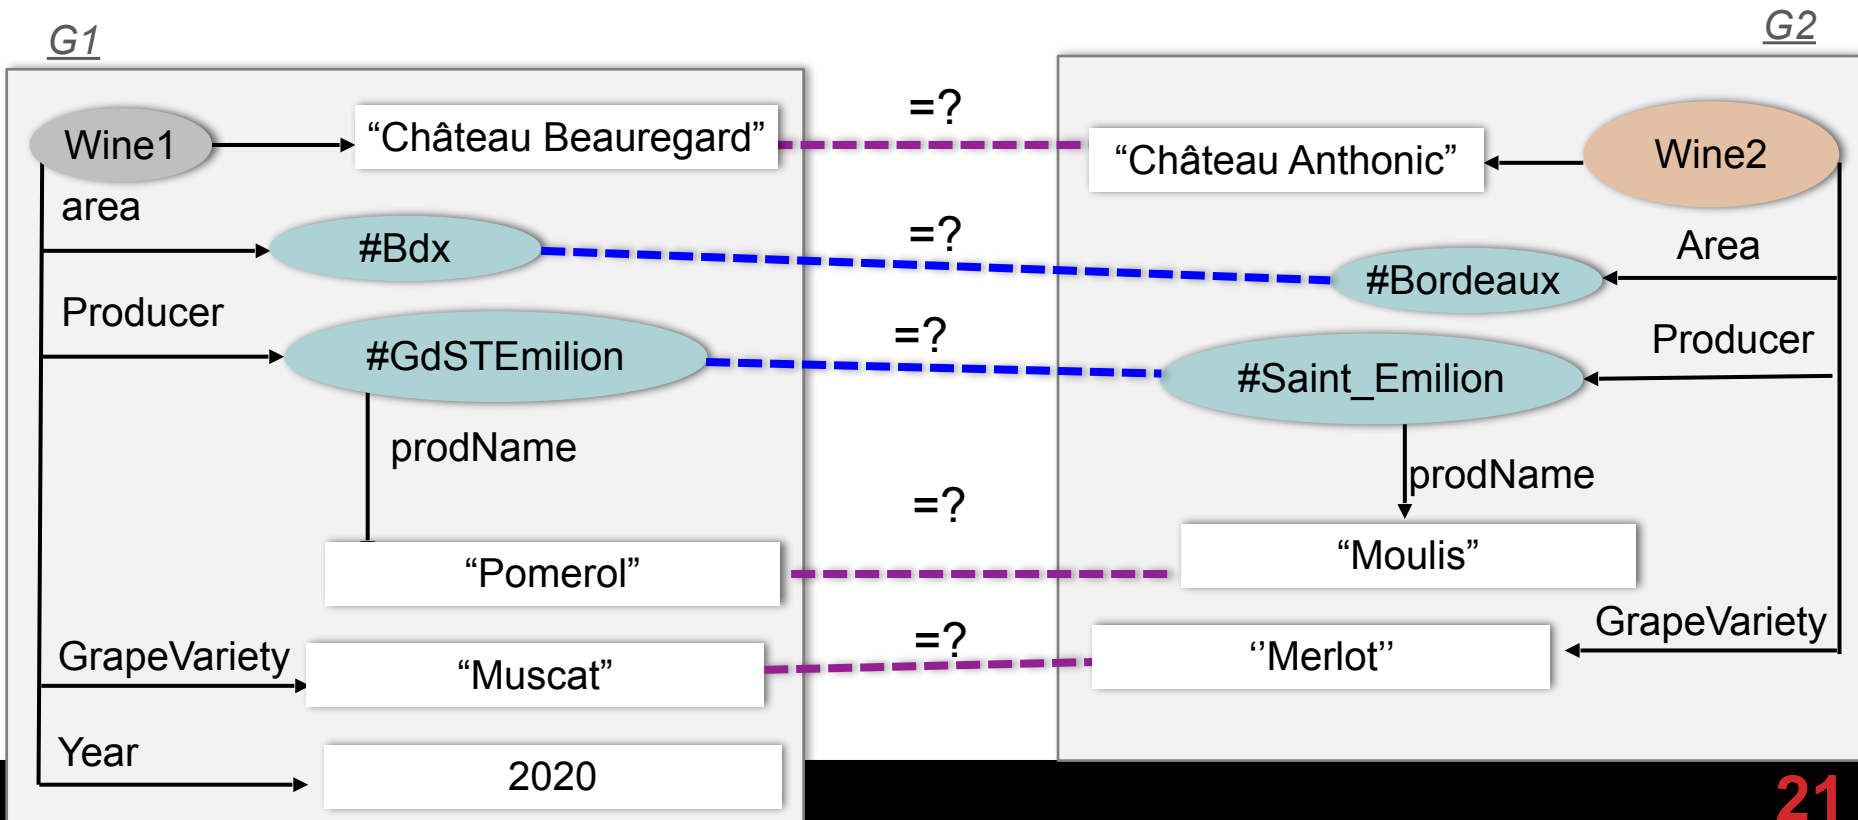 G1
G2
Wine1
“Château Beauregard”
=?
“Château Anthonic”
Wine2
area
#Bdx
=?
#Bordeaux
Area
Producer
#GdSTEmilion
=?
#Saint_Emilion
Producer
prodName
prodName
=?
“Pomerol”
“Moulis”
GrapeVariety
“Muscat”
=?
‘’Merlot’’
GrapeVariety
Year
2020
21